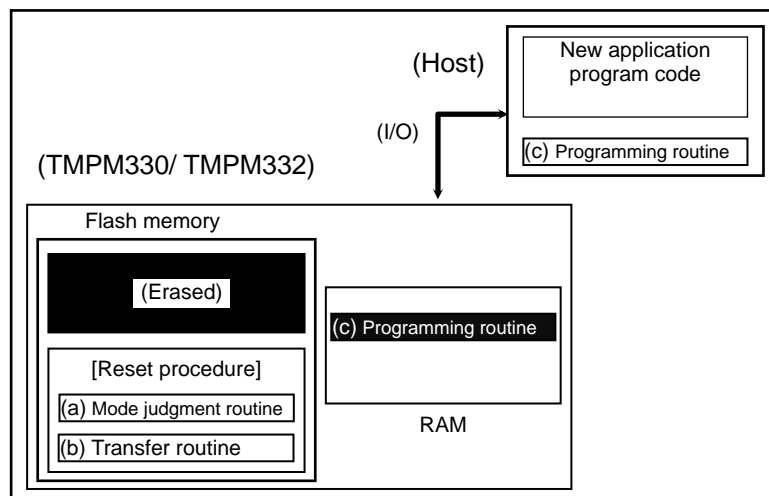 (Host)
New application
program code
(I/O)
(c) Programming routine
(TMPM330/ TMPM332)
Flash memory
(Erased)
(c) Programming routine
[Reset procedure]
(a) Mode judgment routine
(b) Transfer routine
RAM